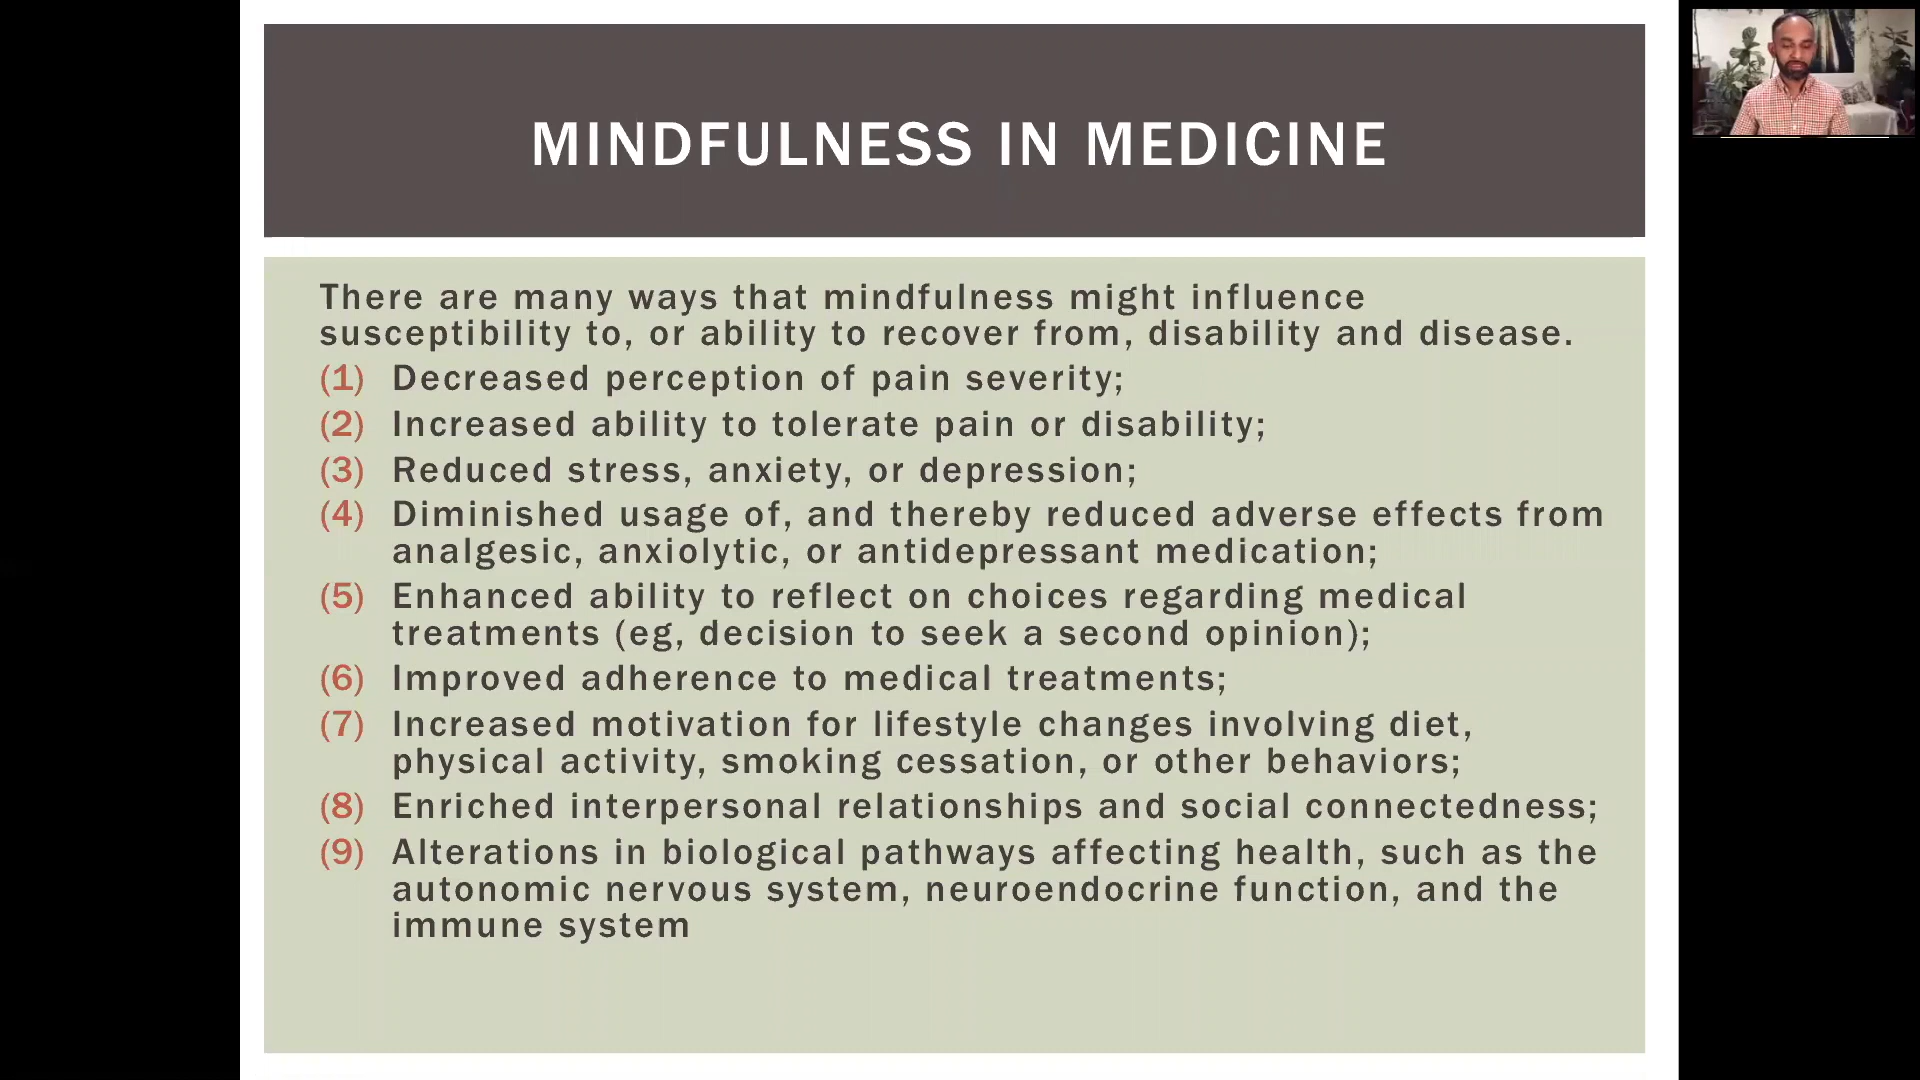 MINDFULNESS IN MEDICINE
There are many ways that mindfulness might influence
susceptibility to, or ability to recover from, disability and disease.
(1) Decreased perception of pain severity;
(2) Increased ability to tolerate pain or disability;
(3) Reduced stress, anxiety, or depression;
(4) Diminished usage of, and thereby reduced adverse effects from
analgesic, anxiolytic, or antidepressant medication;
(5) Enhanced ability to reflect on choices regarding medical
treatments (eg, decision to seek a second opinion);
(6) Improved adherence to medical treatments;
(7) Increased motivation for lifestyle changes involving diet,
physical activity, smoking cessation, or other behaviors;
(8) Enriched interpersonal relationships and social connectedness;
(9) Alterations in biological pathways affecting health, such as the
autonomic nervous system, neuroendocrine function, and the
immune system